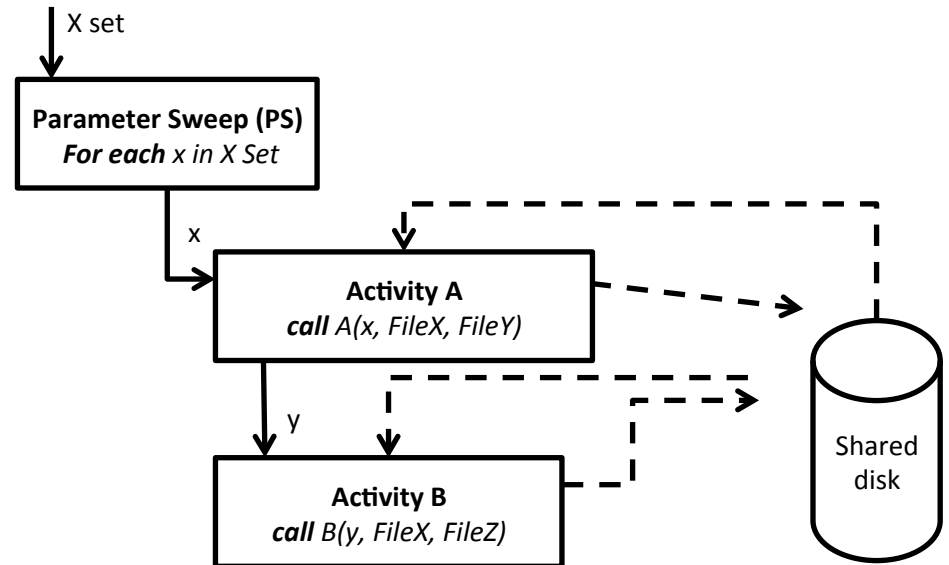 X set
Parameter Sweep (PS)
For each x in X Set
x
Activity A
call A(x, FileX, FileY)
y
Activity B
call B(y, FileX, FileZ)
Shared
disk